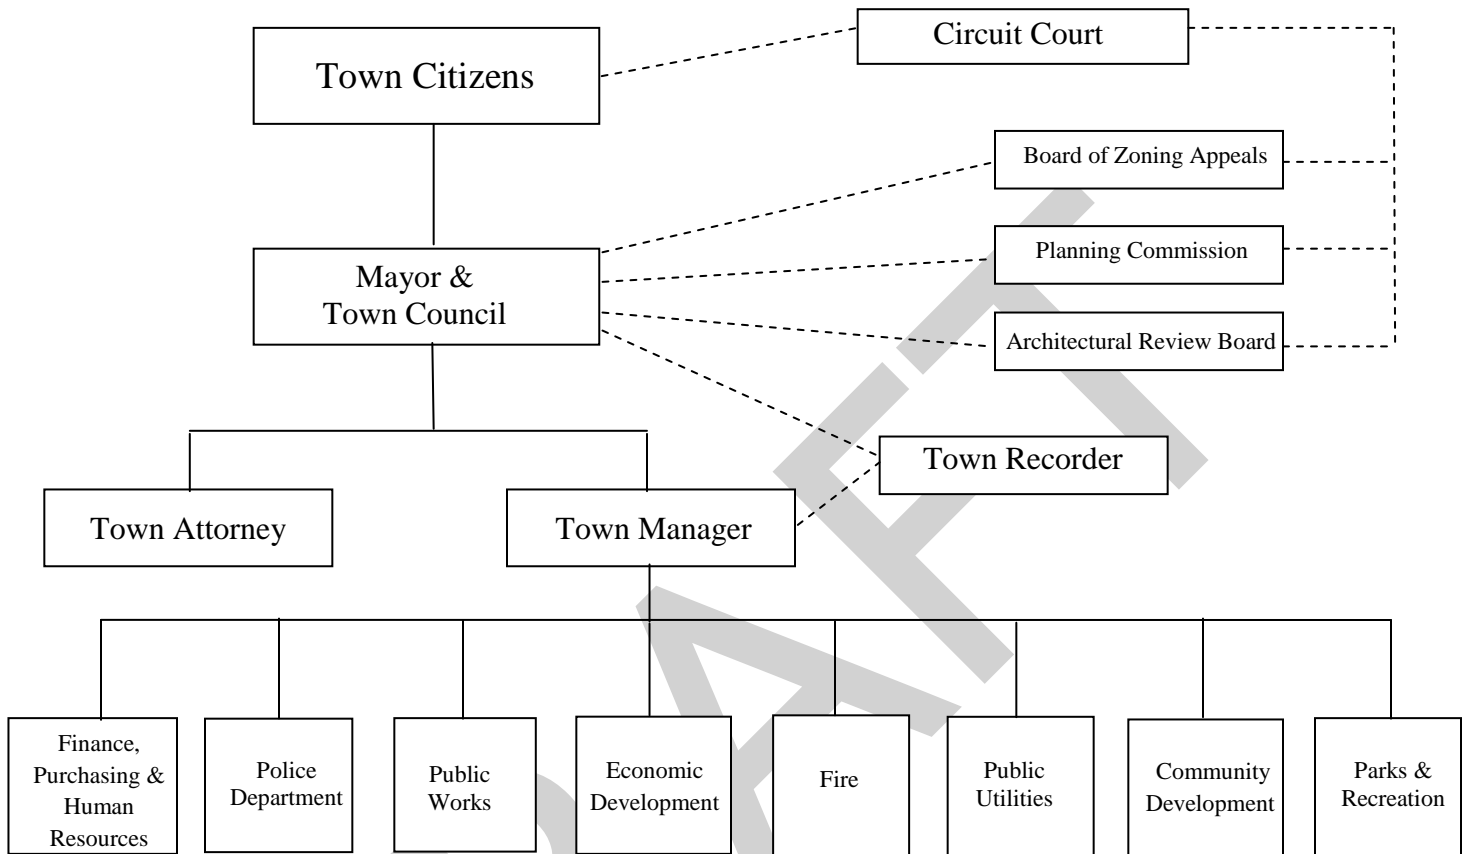 Circuit Court
Town Citizens
Board of Zoning Appeals
Planning Commission
Mayor &
Town Council
Architectural Review Board
Town Recorder
Town Attorney
Town Manager
Finance,
Purchasing &
Human
Resources
Police
Department
Public
Works
Economic
Development
Fire
Public
Utilities
Community
Development
Parks &
Recreation
DRAFT